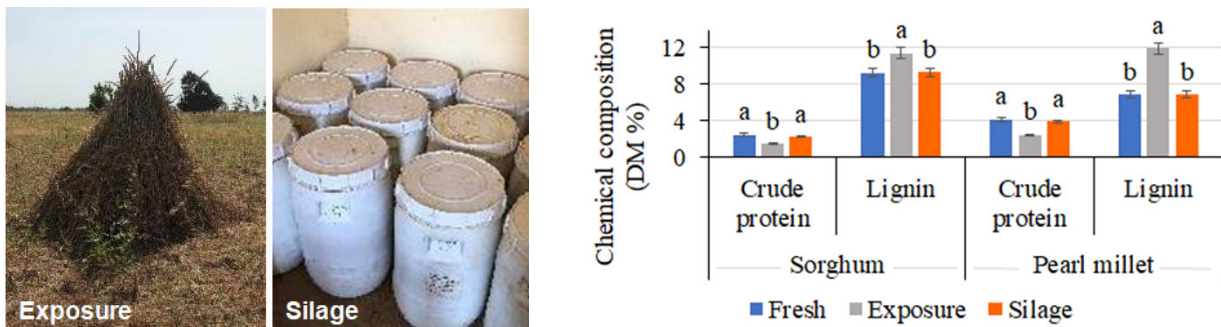 Exposure
Silage
Chemical composition
(DM %)
12
8
4
0
a
b
a
b
a
b
a
b
a
b
a
b
Crude
protein
Lignin
Crude
protein
Lignin
Sorghum
Pearl millet
Fresh
Exposure
Silage